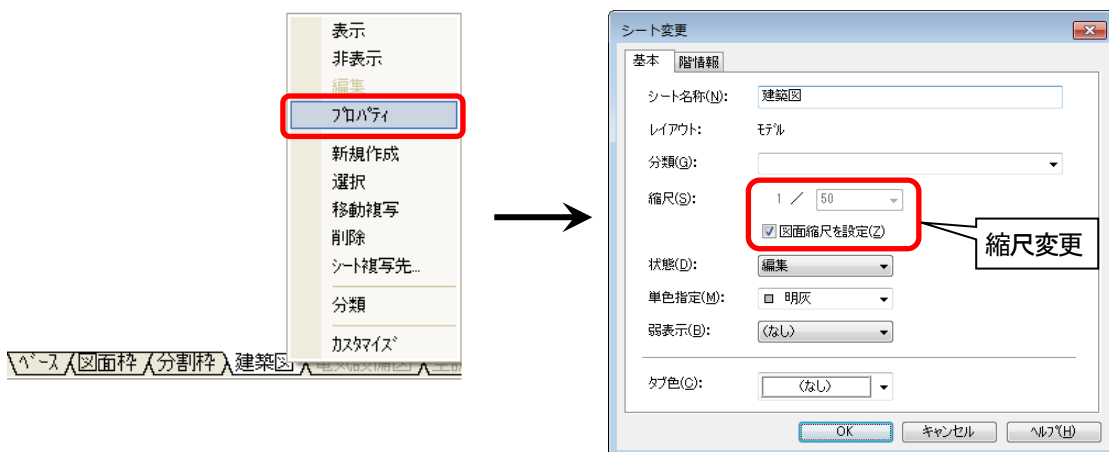 表示
非表示
編集
プロパティ
新規作成
選択
移動複写
削除
シート複写先...
分類
カスタマイズ
ベース 図面枠 分割枠 建築図
シート変更
基本 階情報
シート名称(N): 建築図
レイアウト: モデル
分類(G):
縮尺(S): 1 / 50
図面縮尺を設定(Z)
縮尺変更
状態(D): 編集
単色指定(M): 明灰
弱表示(B): (なし)
タブ色(C): (なし)
OK キャンセル ヘルプ(H)